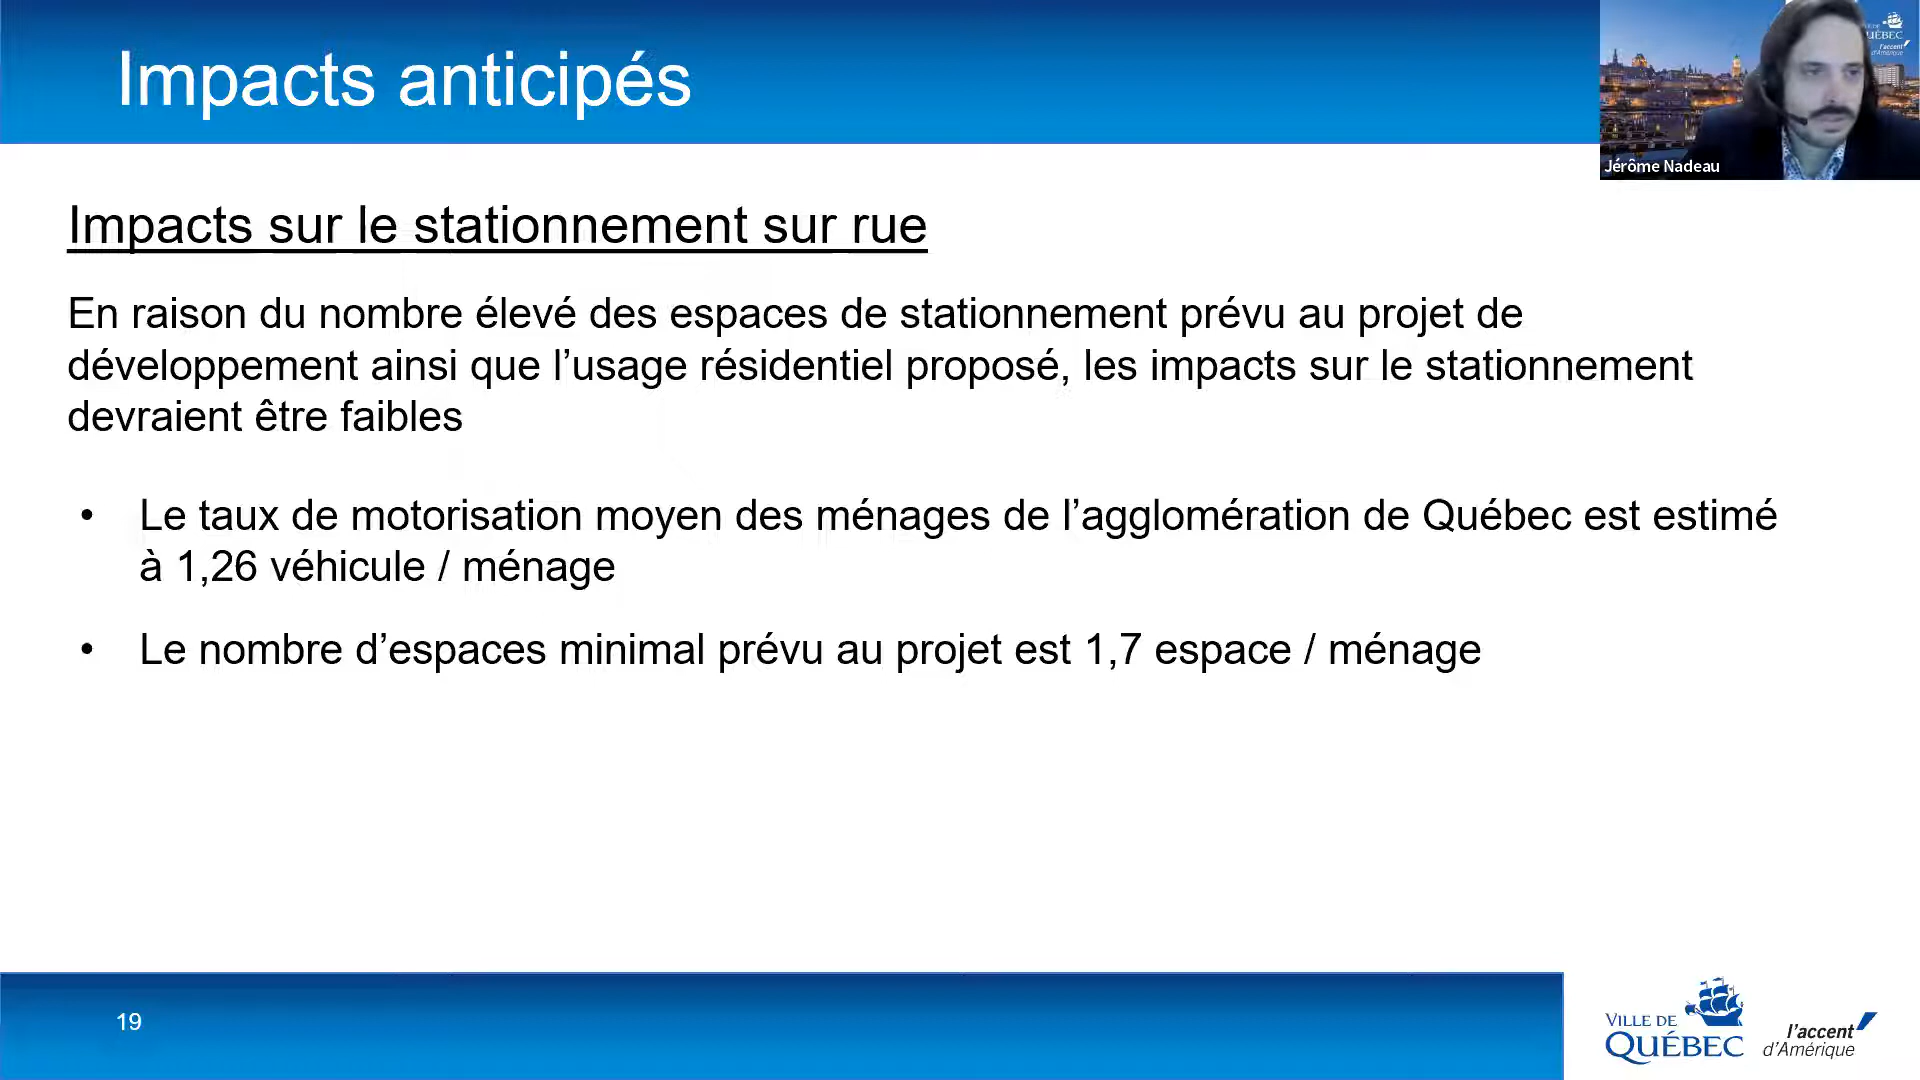 Impacts anticipés
QUÉBEC
l'accent
d'Amérique
Jérôme Nadeau
Impacts sur le stationnement sur rue
En raison du nombre élevé des espaces de stationnement prévu au projet de
développement ainsi que l’usage résidentiel proposé, les impacts sur le stationnement
devraient être faibles
• Le taux de motorisation moyen des ménages de l’agglomération de Québec est estimé
à 1,26 véhicule / ménage
• Le nombre d’espaces minimal prévu au projet est 1,7 espace / ménage
19
VILLE DE
QUÉBEC
l'accent
d'Amérique